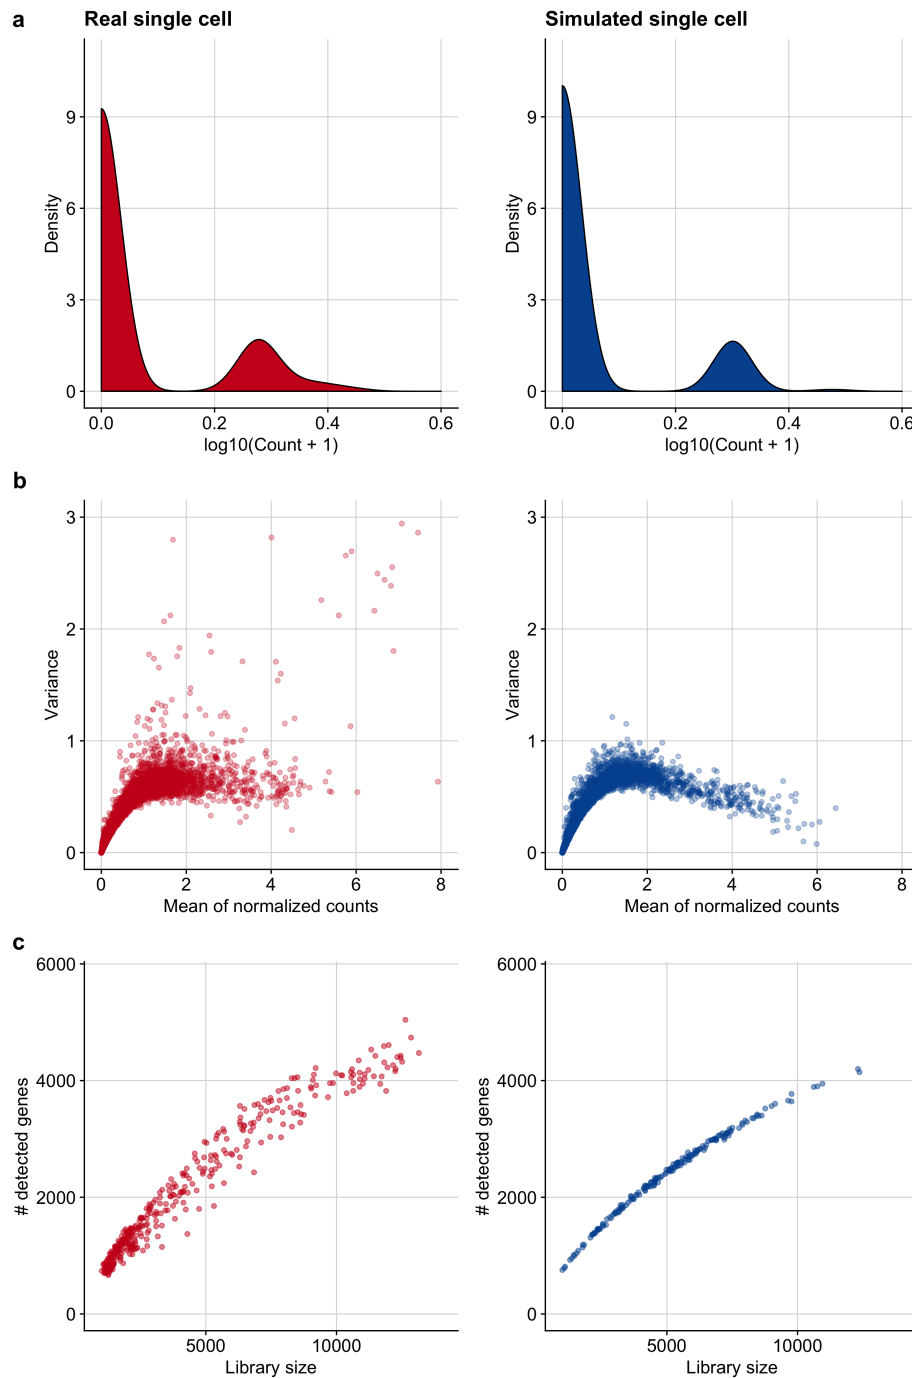 a
Real single cell
Simulated single cell
9
6
3
0
Density
0.0 0.2 0.4 0.6
log10(Count + 1)
9
6
3
0
Density
0.0 0.2 0.4 0.6
log10(Count + 1)
b
3
2
1
0
Variance
0 2 4 6 8
Mean of normalized counts
3
2
1
0
Variance
0 2 4 6 8
Mean of normalized counts
c
6000
4000
2000
0
# detected genes
5000 10000
Library size
6000
4000
2000
0
# detected genes
5000 10000
Library size